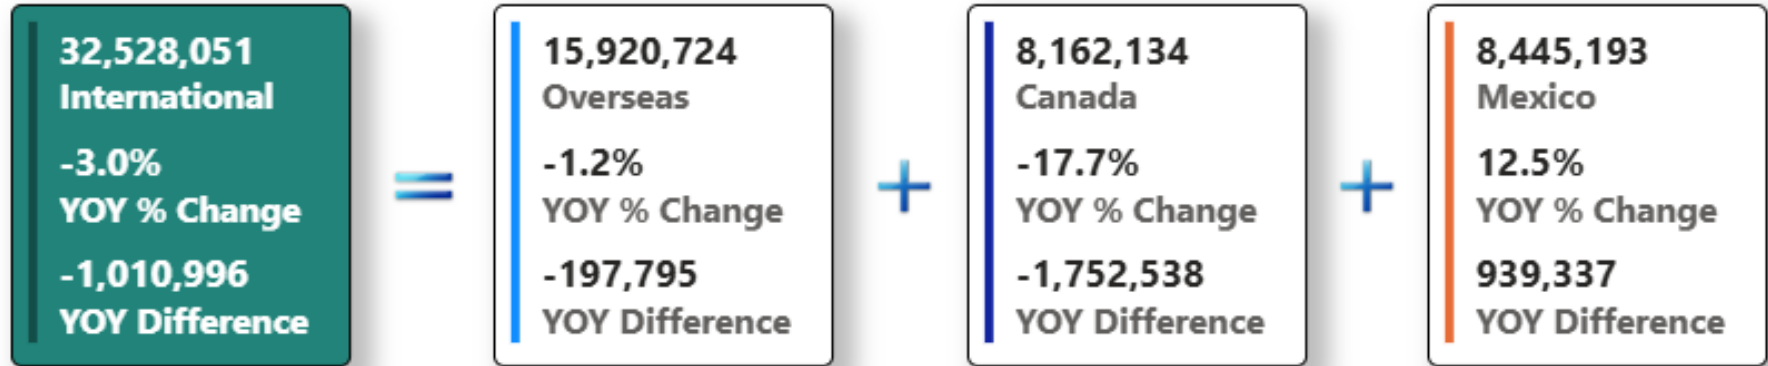 32,528,051
International
-3.0%
YOY % Change
-1,010,996
YOY Difference
=
15,920,724
Overseas
-1.2%
YOY % Change
-197,795
YOY Difference
+
8,162,134
Canada
-17.7%
YOY % Change
-1,752,538
YOY Difference
+
8,445,193
Mexico
12.5%
YOY % Change
939,337
YOY Difference